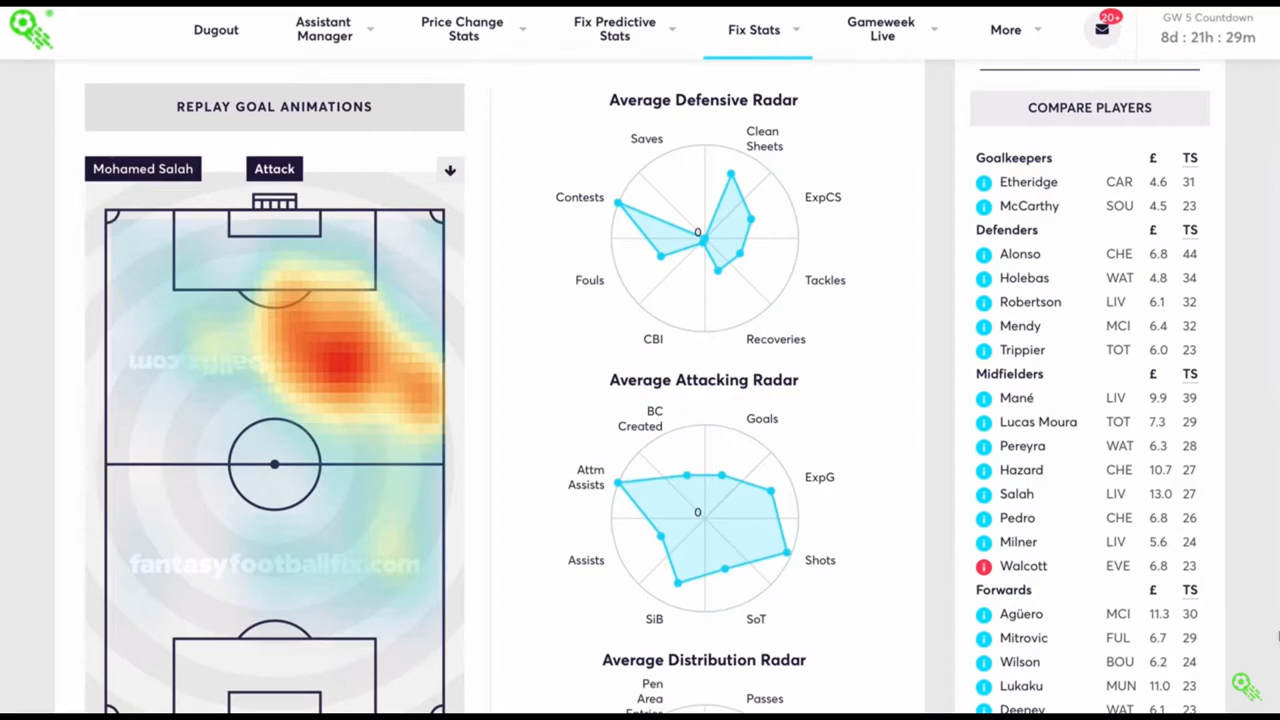 Dugout
Assistant
Manager
Price Change
Stats
Fix Predictive
Stats
Fix Stats
Gameweek
Live
More
20+
GW 5 Countdown
8d : 21h : 29m
REPLAY GOAL ANIMATIONS
Mohamed Salah
Attack
fantasyfootballfix.com
Average Defensive Radar
Saves
Clean
Sheets
Contests
ExpCS
0
Fouls
Tackles
CBI
Recoveries
Average Attacking Radar
BC
Created
Goals
Attm
Assists
ExpG
0
Assists
Shots
SiB
SoT
Average Distribution Radar
Pen
Area
Entries
Passes
COMPARE PLAYERS
Goalkeepers £ TS
Etheridge CAR 4.6 31
McCarthy SOU 4.5 23
Defenders £ TS
Alonso CHE 6.8 44
Holebas WAT 4.8 34
Robertson LIV 6.1 32
Mendy MCI 6.4 32
Trippier TOT 6.0 23
Midfielders £ TS
Mané LIV 9.9 39
Lucas Moura TOT 7.3 29
Pereyra WAT 6.3 28
Hazard CHE 10.7 27
Salah LIV 13.0 27
Pedro CHE 6.8 26
Milner LIV 5.6 24
Walcott EVE 6.8 23
Forwards £ TS
Agüero MCI 11.3 30
Mitrovic FUL 6.7 29
Wilson BOU 6.2 24
Lukaku MUN 11.0 23
Deeney WAT 6.1 23